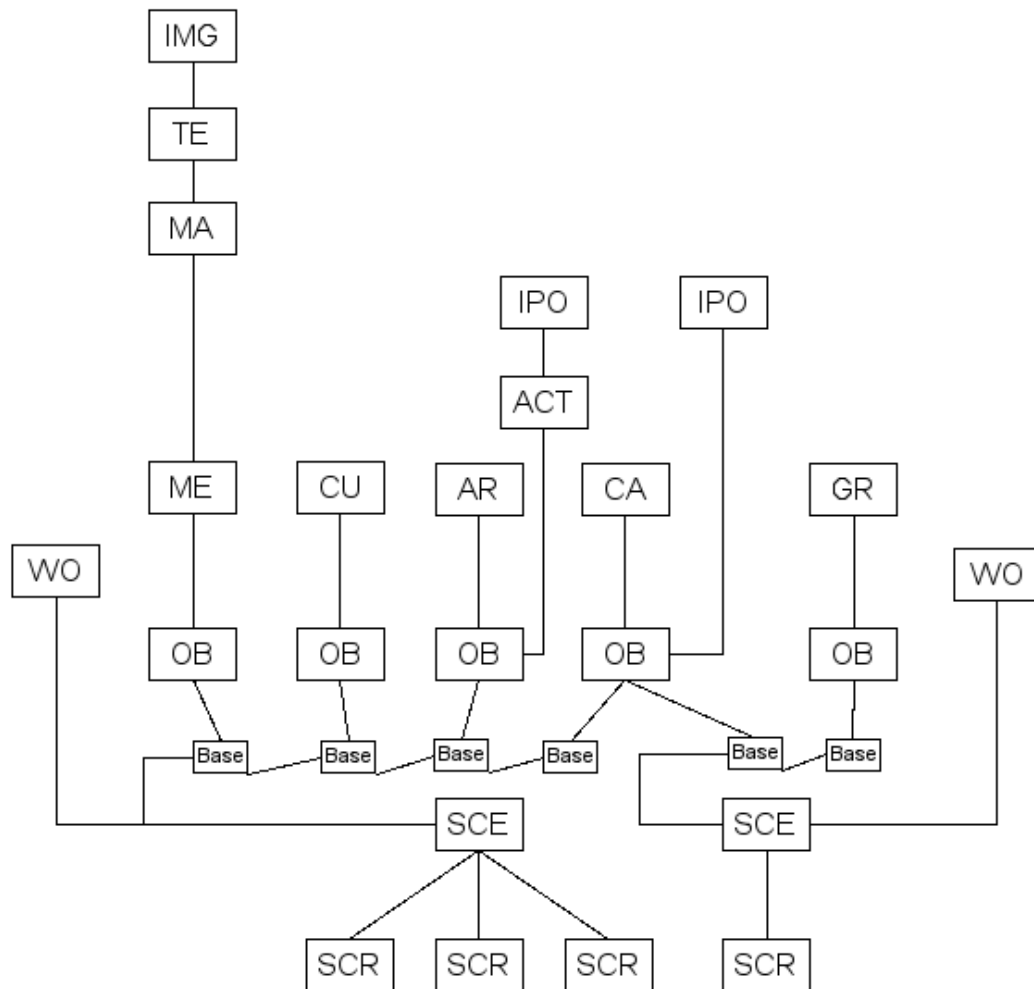 IMG
TE
MA
IPO IPO
ACT
ME CU AR CA GR
WO WO
OB OB OB OB OB
Base Base Base Base Base Base
SCE SCE
SCR SCR SCR SCR